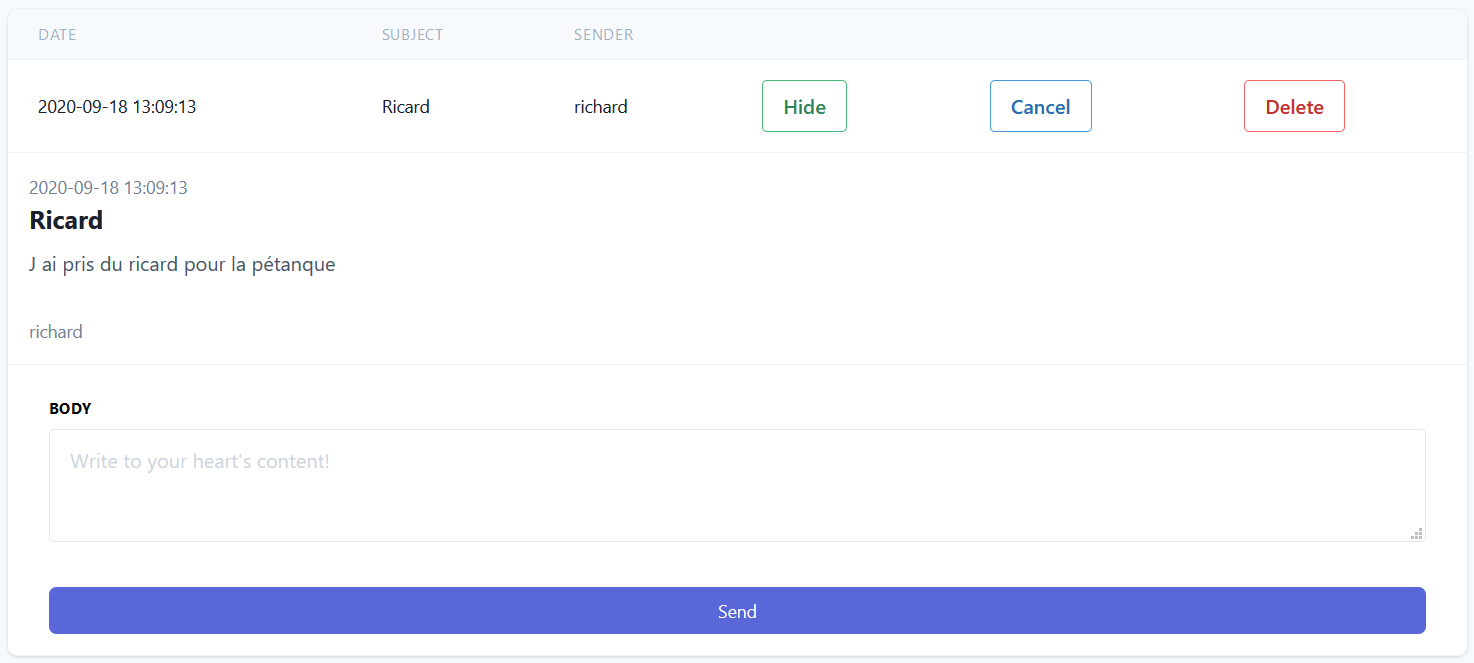 DATE SUBJECT SENDER
2020-09-18 13:09:13 Ricard richard Hide Cancel Delete
2020-09-18 13:09:13
Ricard
J ai pris du ricard pour la pétanque
richard
BODY
Write to your heart's content!
Send